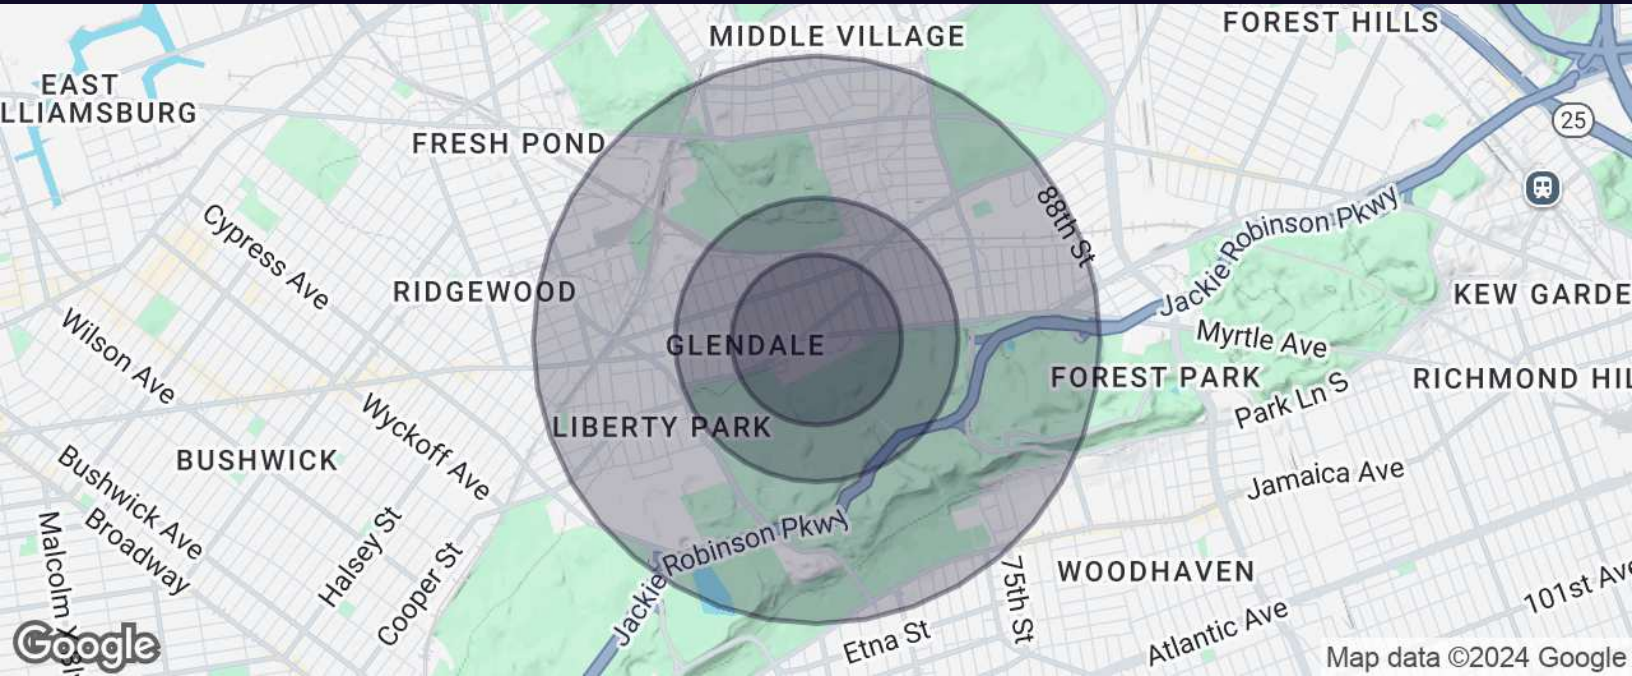 MIDDLE VILLAGE
FOREST HILLS
EAST
LLIAMSBURG
25
FRESH POND
88th St
Jackie Robinson Pkwy
Cypress Ave
RIDGEWOOD
KEW GARDE
Wilson Ave
GLENDALE
Myrtle Ave
FOREST PARK
RICHMOND HIL
Park Ln S
LIBERTY PARK
Wyckoff Ave
BUSHWICK
Jamaica Ave
Bushwick Ave
Broadway
Halsey St
Cooper St
Jackie Robinson Pkwy
75th St
WOODHAVEN
101st Ave
Malcolm X Bl
Etna St
Atlantic Ave
Google
Map data ©2024 Google